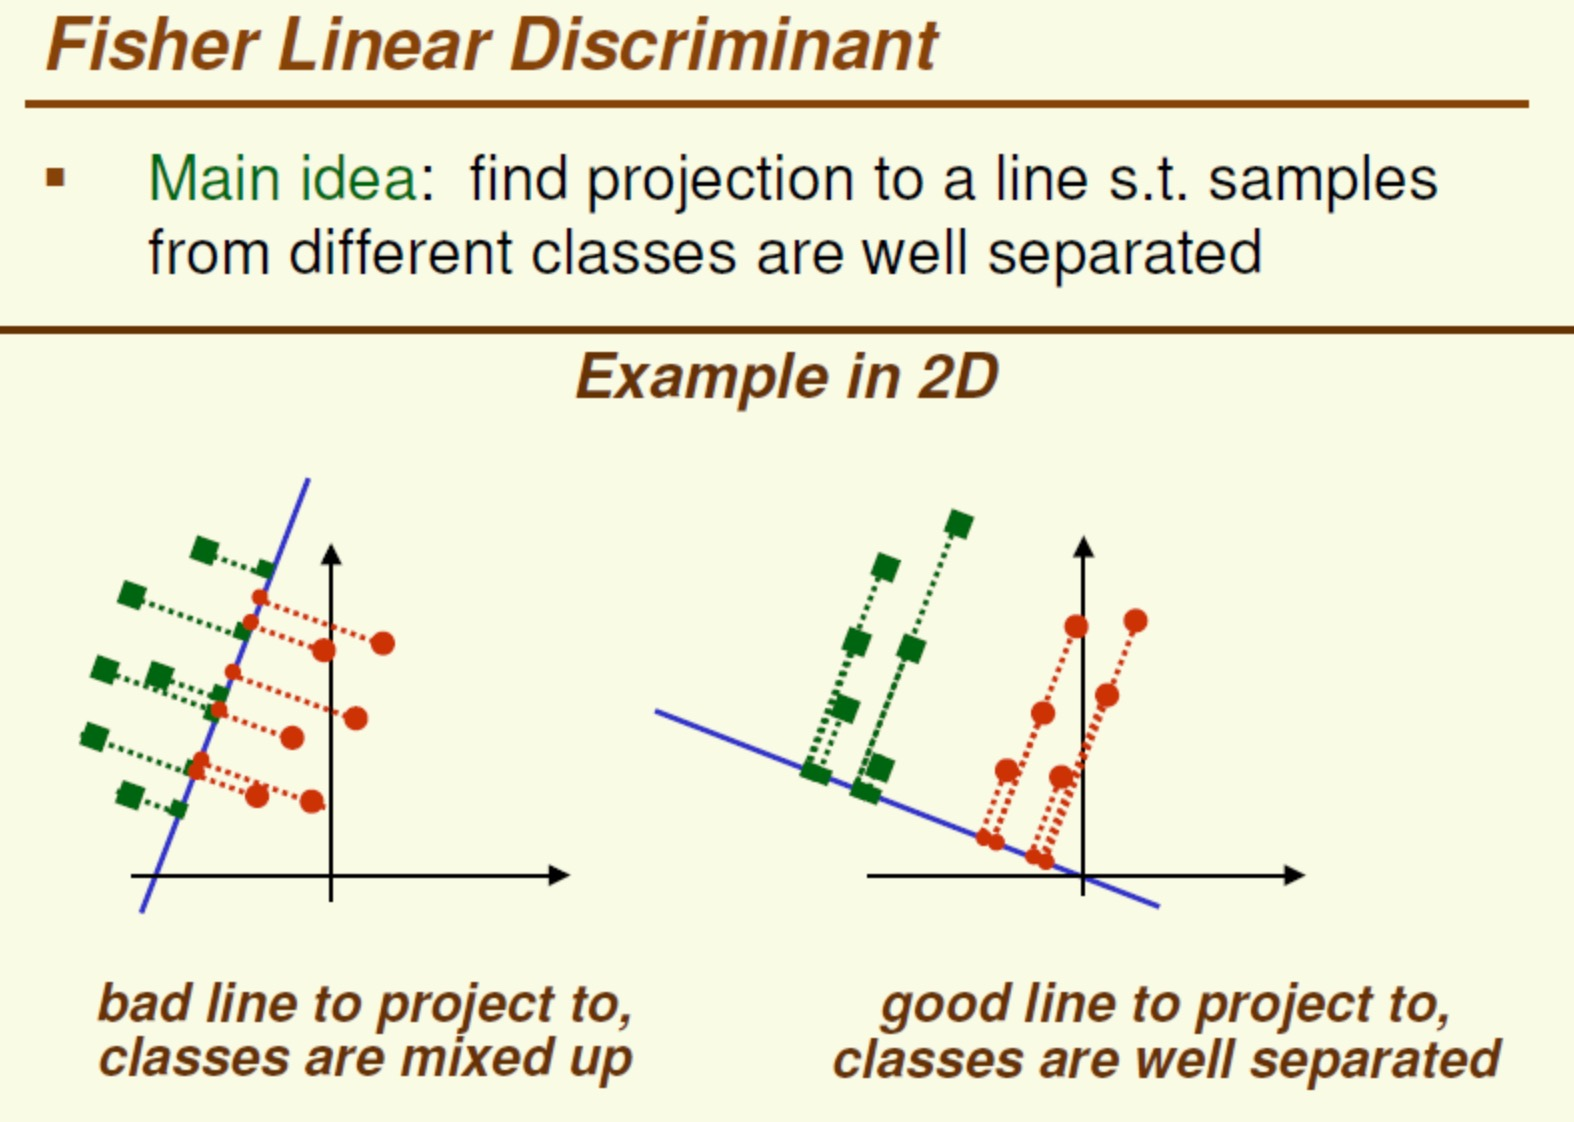 Fisher Linear Discriminant
▪ Main idea: find projection to a line s.t. samples
from different classes are well separated
Example in 2D
bad line to project to,
classes are mixed up
good line to project to,
classes are well separated